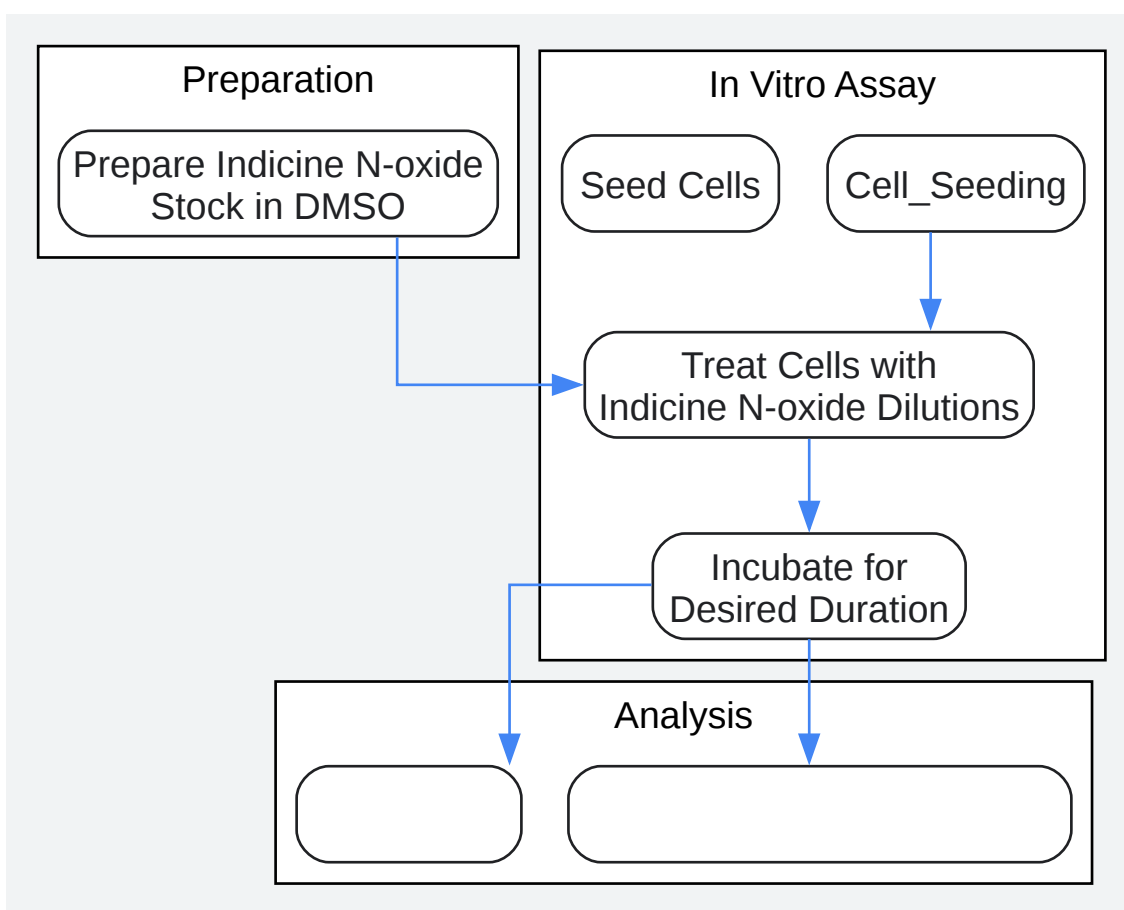 Preparation
Prepare Indicine N-oxide
Stock in DMSO
In Vitro Assay
Seed Cells
Cell_Seeding
Treat Cells with
Indicine N-oxide Dilutions
Incubate for
Desired Duration
Analysis